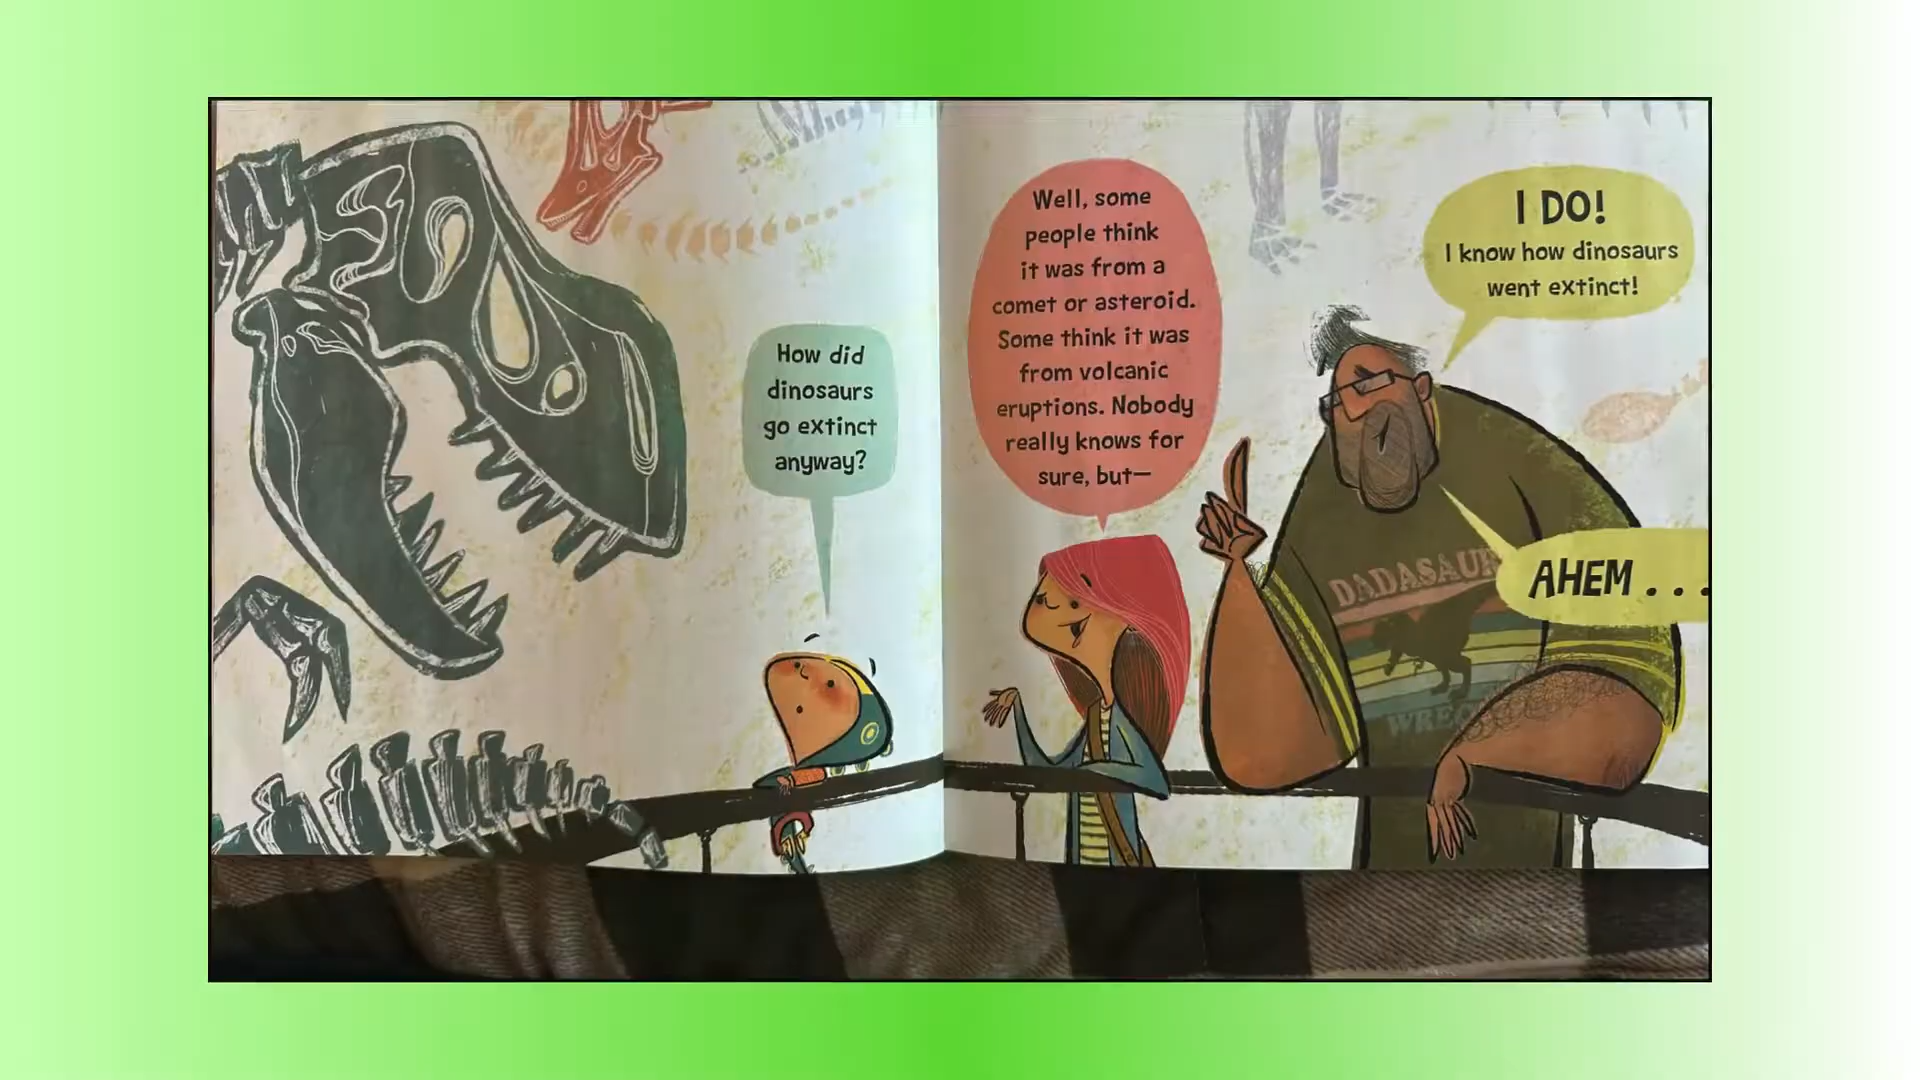 How did
dinosaurs
go extinct
anyway?
Well, some
people think
it was from a
comet or asteroid.
Some think it was
from volcanic
eruptions. Nobody
really knows for
sure, but—
I DO!
I know how dinosaurs
went extinct!
AHEM . . .